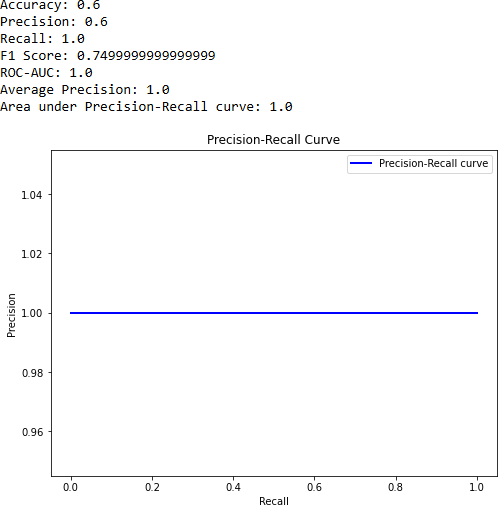 Accuracy: 0.6
Precision: 0.6
Recall: 1.0
F1 Score: 0.7499999999999999
ROC-AUC: 1.0
Average Precision: 1.0
Area under Precision-Recall curve: 1.0
Precision-Recall Curve
Precision-Recall curve
1.04
1.02
1.00
0.98
0.96
Precision
0.0 0.2 0.4 0.6 0.8 1.0
Recall